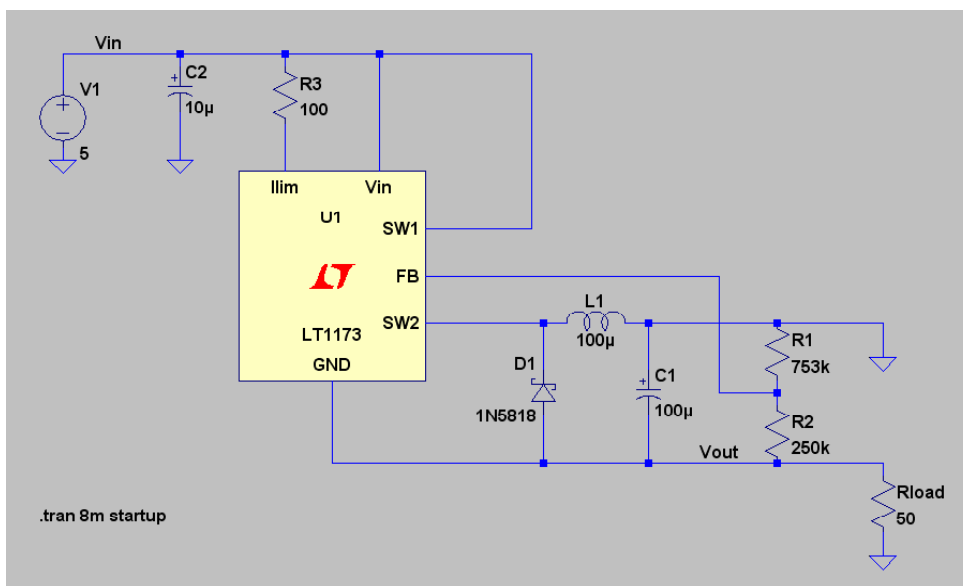 Vin
V1
5
C2
10µ
R3
100
Ilim
Vin
U1
SW1
FB
SW2
LT1173
GND
L1
100µ
D1
1N5818
C1
100µ
R1
753k
R2
250k
Vout
Rload
50
.tran 8m startup